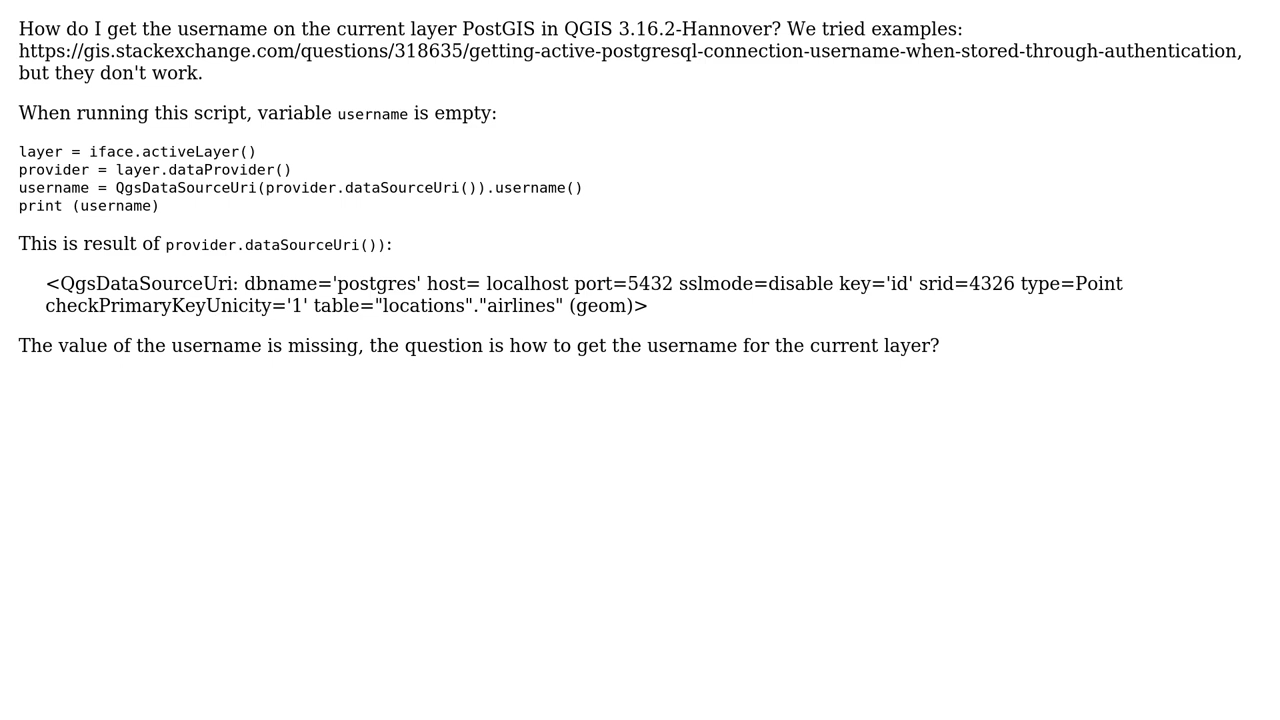 How do I get the username on the current layer PostGIS in QGIS 3.16.2-Hannover? We tried examples:
https://gis.stackexchange.com/questions/318635/getting-active-postgresql-connection-username-when-stored-through-authentication,
but they don't work.
When running this script, variable username is empty:
layer = iface.activeLayer()
provider = layer.dataProvider()
username = QgsDataSourceUri(provider.dataSourceUri()).username()
print (username)
This is result of provider.dataSourceUri()):
<QgsDataSourceUri: dbname='postgres' host= localhost port=5432 sslmode=disable key='id' srid=4326 type=Point
checkPrimaryKeyUnicity='1' table="locations"."airlines" (geom)>
The value of the username is missing, the question is how to get the username for the current layer?